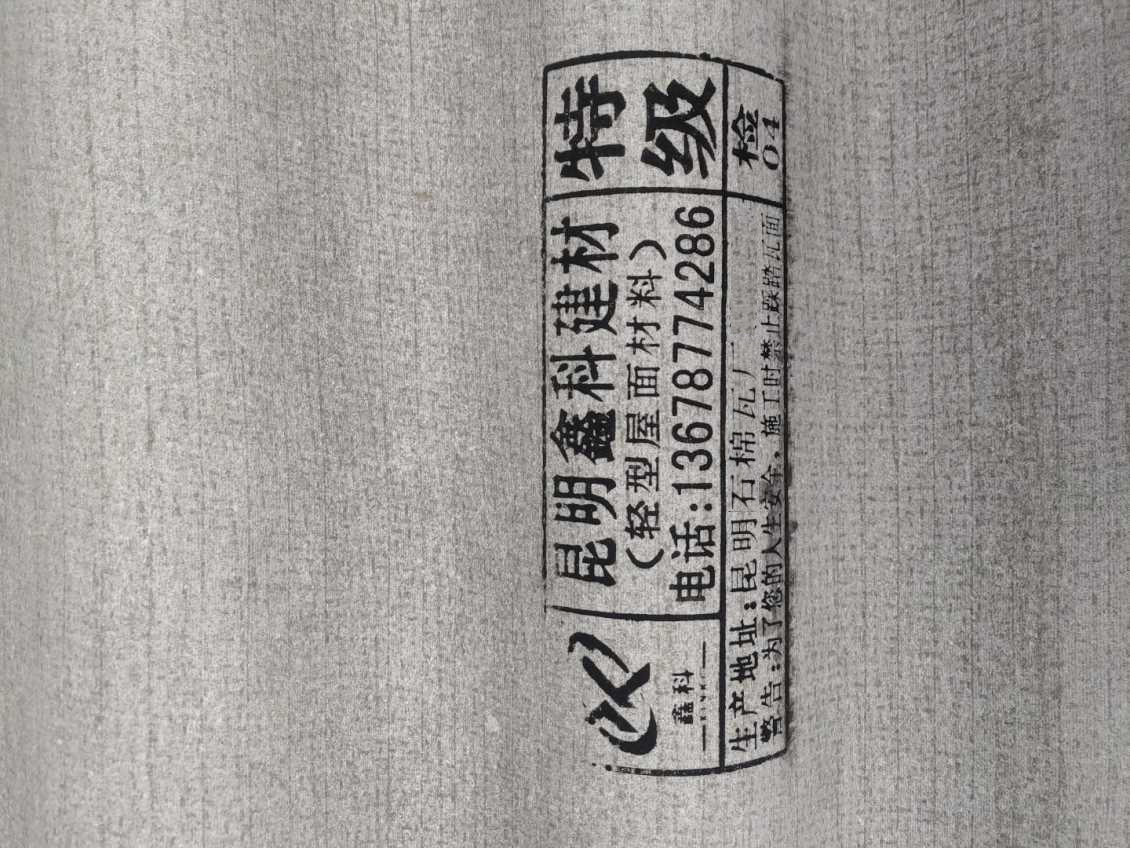 鑫科
昆明鑫科建材
（轻型屋面材料）
电话:13678774286
特级
检
04
生产地址:昆明石棉瓦厂
警告:为了您的人生安全，施工时禁止踩踏瓦面